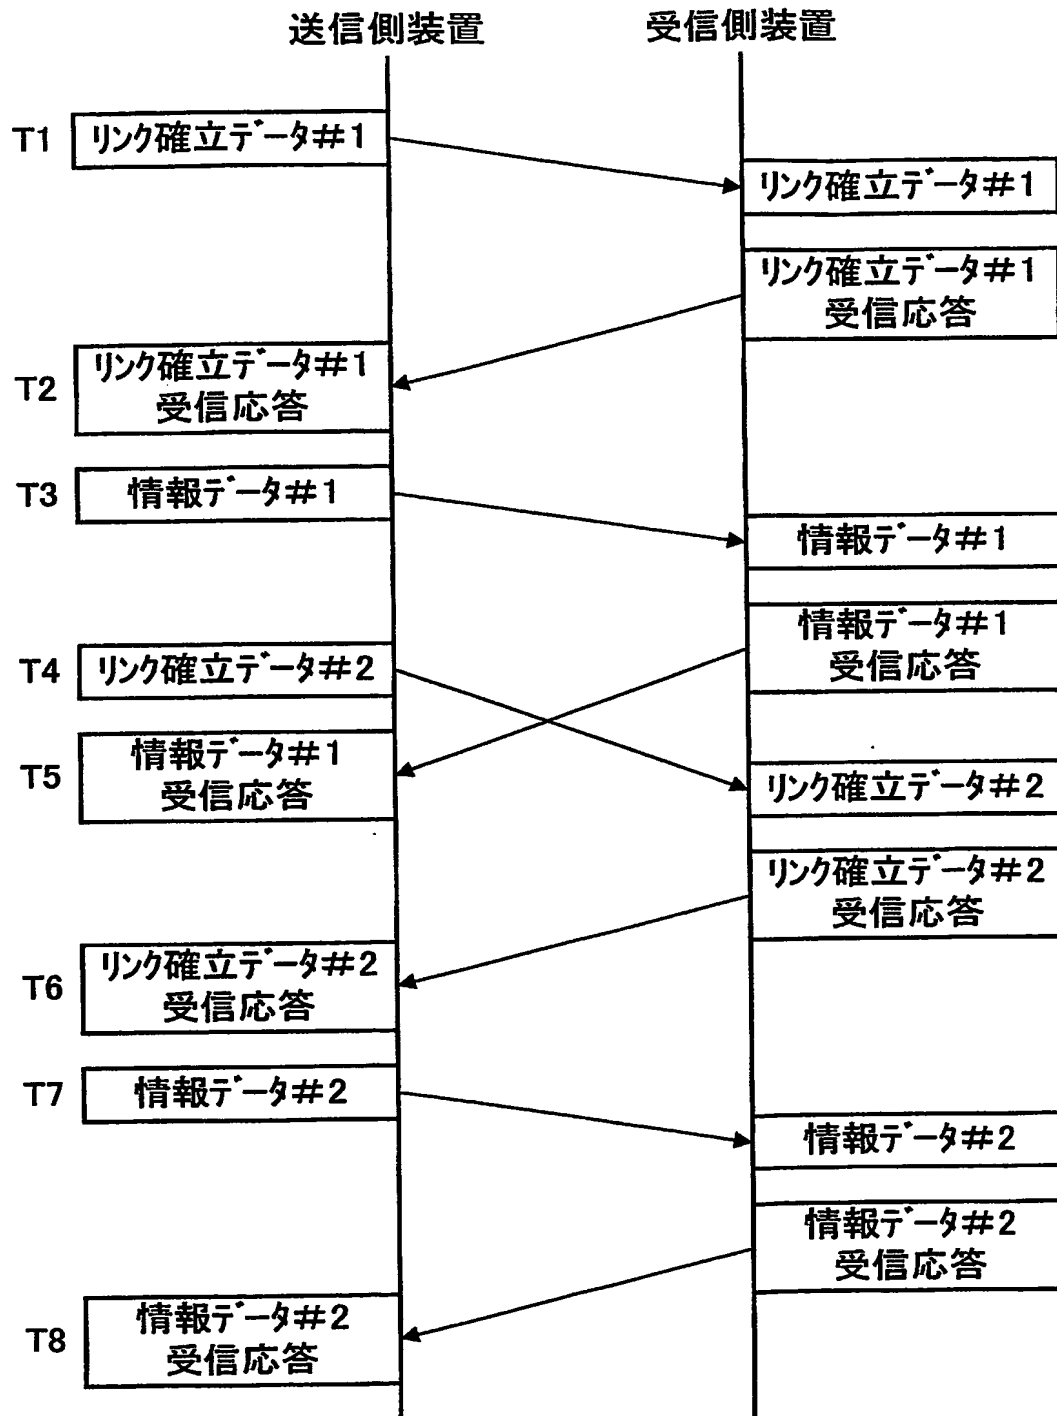 送信側装置
受信側装置
T1
リンク確立データ#1
リンク確立データ#1
リンク確立データ#1
受信応答
T2
リンク確立データ#1
受信応答
T3
情報データ#1
情報データ#1
情報データ#1
受信応答
T4
リンク確立データ#2
T5
情報データ#1
受信応答
リンク確立データ#2
リンク確立データ#2
受信応答
T6
リンク確立データ#2
受信応答
T7
情報データ#2
情報データ#2
情報データ#2
受信応答
T8
情報データ#2
受信応答